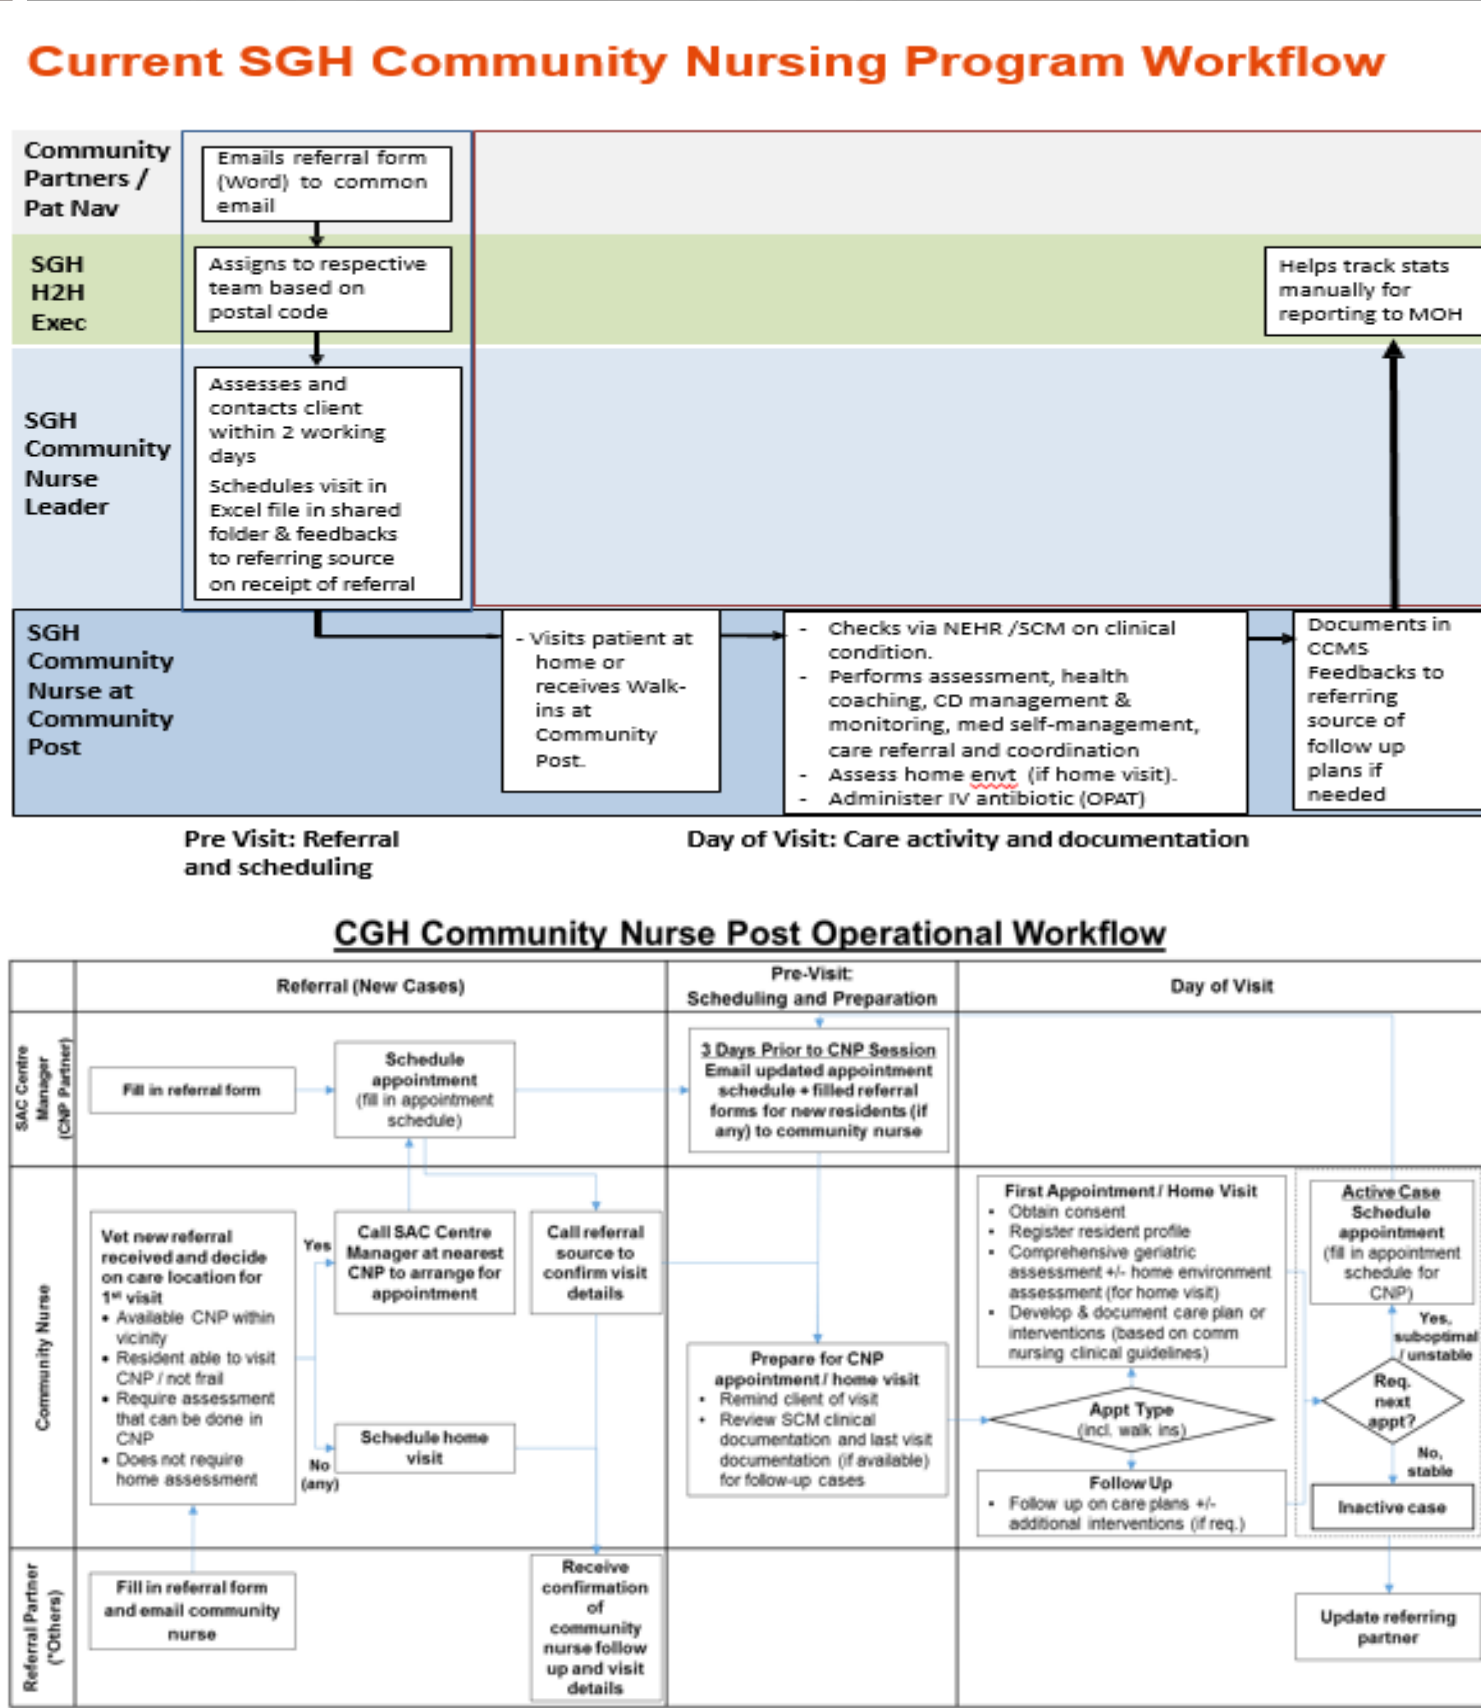 Current SGH Community Nursing Program Workflow
Community
Partners /
Pat Nav
Emails referral form
(Word) to common
email
SGH
H2H
Exec
Assigns to respective
team based on
postal code
Helps track stats
manually for
reporting to MOH
SGH
Community
Nurse
Leader
Assesses and
contacts client
within 2 working
days
Schedules visit in
Excel file in shared
folder & feedbacks
to referring source
on receipt of referral
SGH
Community
Nurse at
Community
Post
- Visits patient at
home or
receives Walk-
ins at
Community
Post.
- Checks via NEHR /SCM on clinical
condition.
- Performs assessment, health
coaching, CD management &
monitoring, med self-management,
care referral and coordination
- Assess home envt (if home visit).
- Administer IV antibiotic (OPAT)
Documents in
CCMS
Feedbacks to
referring
source of
follow up
plans if
needed
Pre Visit: Referral
and scheduling
Day of Visit: Care activity and documentation
CGH Community Nurse Post Operational Workflow
Referral (New Cases)
Pre-Visit:
Scheduling and Preparation
Day of Visit
SAC Centre
Manager
(CNP Partner)
Fill in referral form
Schedule
appointment
(fill in appointment
schedule)
3 Days Prior to CNP Session
Email updated appointment
schedule + filled referral
forms for new residents (if
any) to community nurse
Community Nurse
Vet new referral
received and decide
on care location for
1st visit
• Available CNP within
vicinity
• Resident able to visit
CNP / not frail
• Require assessment
that can be done in
CNP
• Does not require
home assessment
Yes
Call SAC Centre
Manager at nearest
CNP to arrange for
appointment
Call referral
source to
confirm visit
details
No
(any)
Schedule home
visit
Prepare for CNP
appointment / home visit
• Remind client of visit
• Review SCM clinical
documentation and last visit
documentation (if available)
for follow-up cases
First Appointment / Home Visit
• Obtain consent
• Register resident profile
• Comprehensive geriatric
assessment +/- home environment
assessment (for home visit)
• Develop & document care plan or
interventions (based on comm
nursing clinical guidelines)
Appt Type
(incl. walk ins)
Follow Up
• Follow up on care plans +/-
additional interventions (if req.)
Active Case
Schedule
appointment
(fill in appointment
schedule for
CNP)
Yes,
suboptimal
/ unstable
Req.
next
appt?
No,
stable
Inactive case
Referral Partner
(*Others)
Fill in referral form
and email community
nurse
Receive
confirmation
of
community
nurse follow
up and visit
details
Update referring
partner